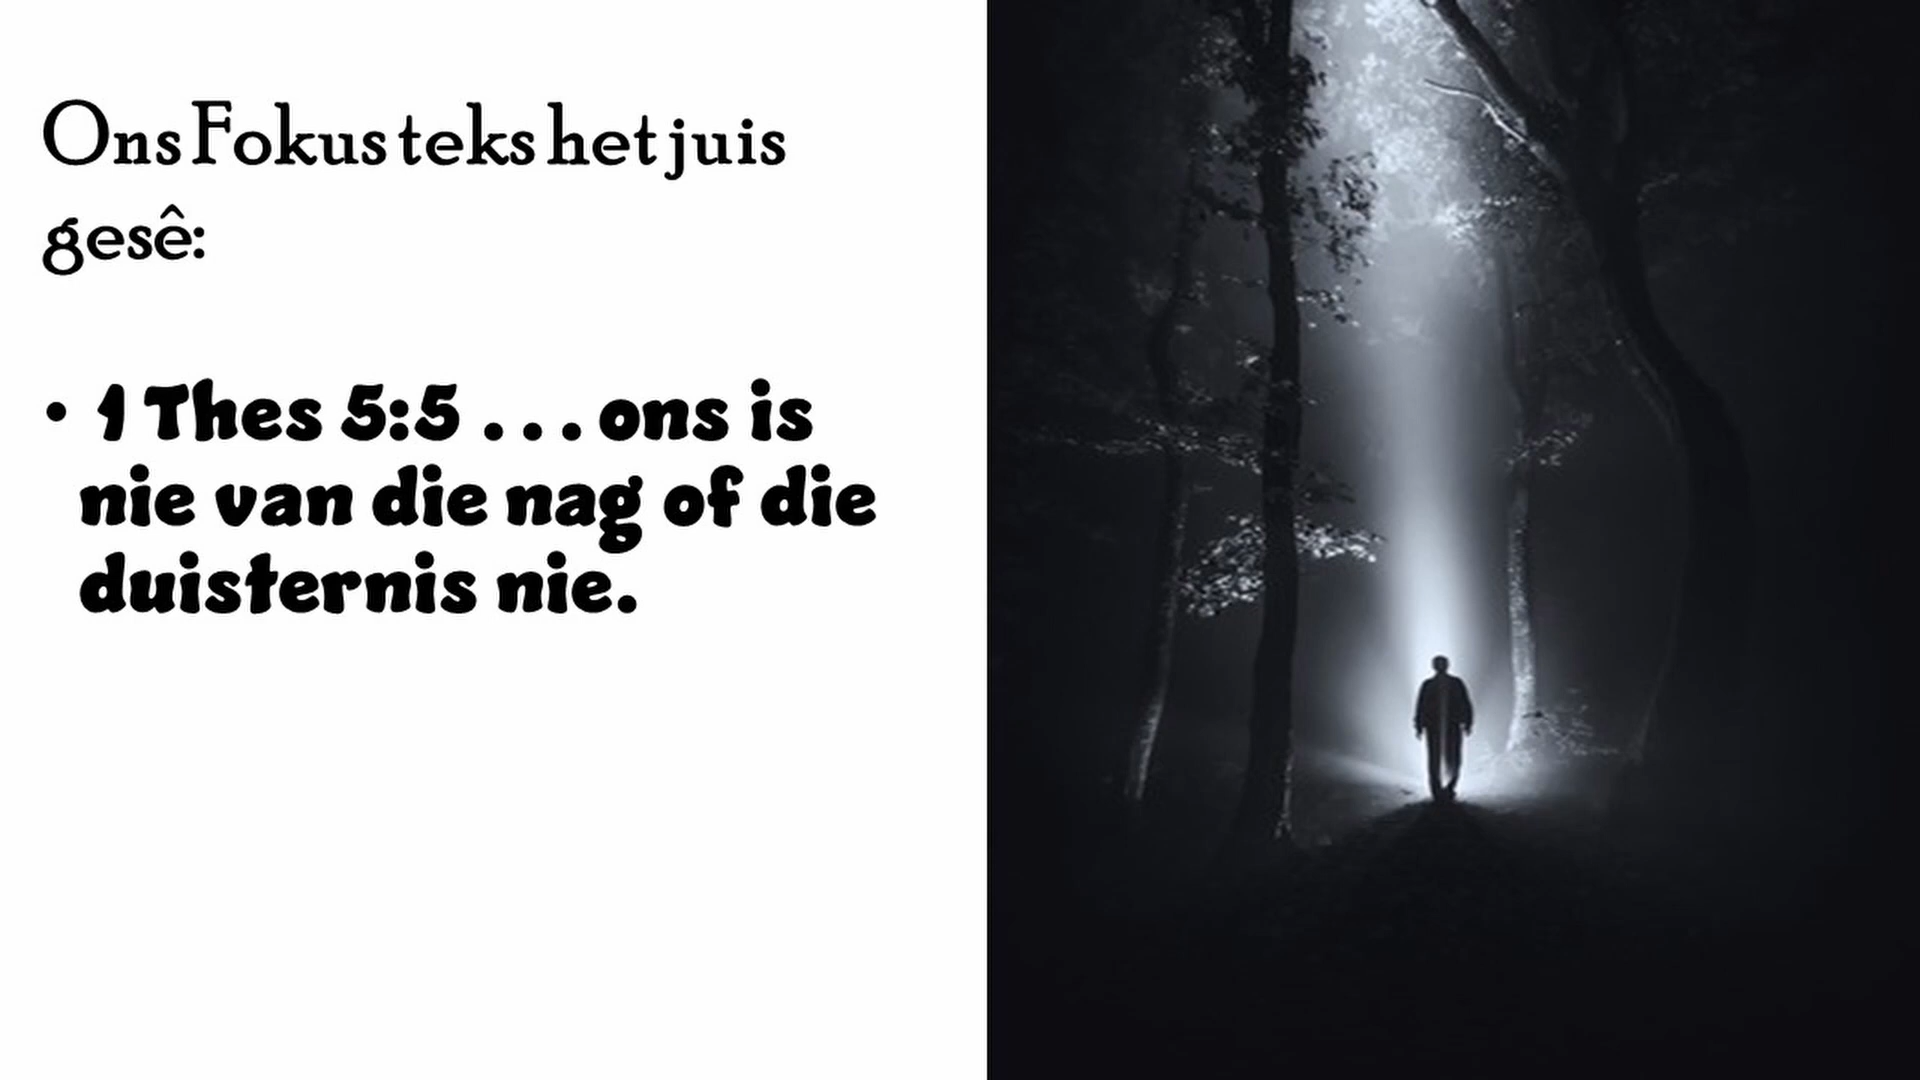 Ons Fokus teks het juis
gesê:
• 1 Thes 5:5 . . . ons is
nie van die nag of die
duisternis nie.